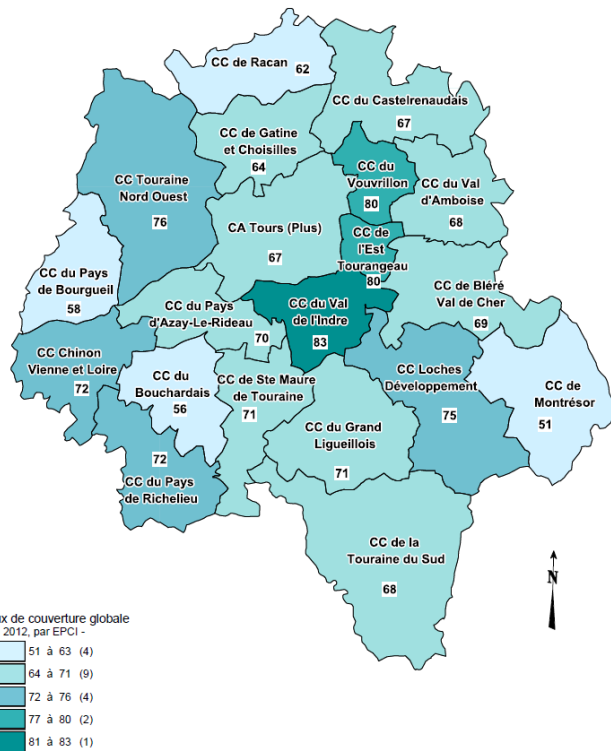 CC de Racan
62
CC du Castelrenaudais
67
CC de Gatine
et Choisilles
64
CC du
Vouvrillon
80
CC Touraine
Nord Ouest
76
CC du Val
d'Amboise
68
CA Tours (Plus)
67
CC de
l'Est
Tourangeau
80
CC du Pays
de Bourgueil
58
CC de Bléré
Val de Cher
69
CC du Pays
d'Azay-Le-Rideau
70
CC du Val
de l'Indre
83
CC Chinon
Vienne et Loire
72
CC du
Bouchardais
56
CC de Ste Maure
de Touraine
71
CC Loches
Développement
75
CC de
Montrésor
51
CC du Grand
Ligueillois
71
72
CC du Pays
de Richelieu
CC de la
Touraine du Sud
68
N
ux de couverture globale
2012, par EPCI -
51 à 63 (4)
64 à 71 (9)
72 à 76 (4)
77 à 80 (2)
81 à 83 (1)